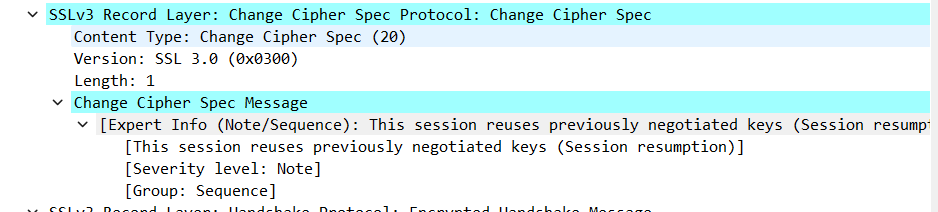 SSLv3 Record Layer: Change Cipher Spec Protocol: Change Cipher Spec
Content Type: Change Cipher Spec (20)
Version: SSL 3.0 (0x0300)
Length: 1
Change Cipher Spec Message
[Expert Info (Note/Sequence): This session reuses previously negotiated keys (Session resump
[This session reuses previously negotiated keys (Session resumption)]
[Severity level: Note]
[Group: Sequence]
SSLv3 Record Layer: Handshake Protocol: Encrypted Handshake Message